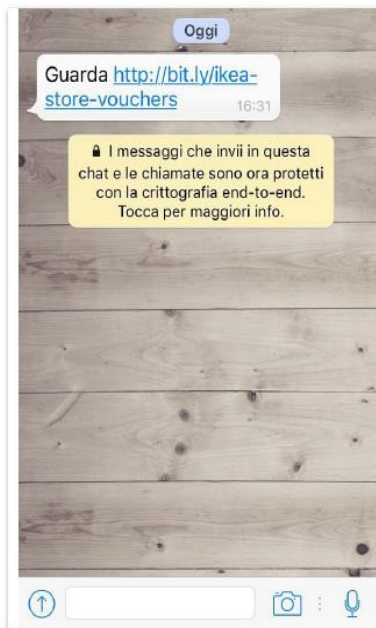 Oggi
Guarda http://bit.ly/ikea-
store-vouchers
16:31
I messaggi che invii in questa
chat e le chiamate sono ora protetti
con la crittografia end-to-end.
Tocca per maggiori info.